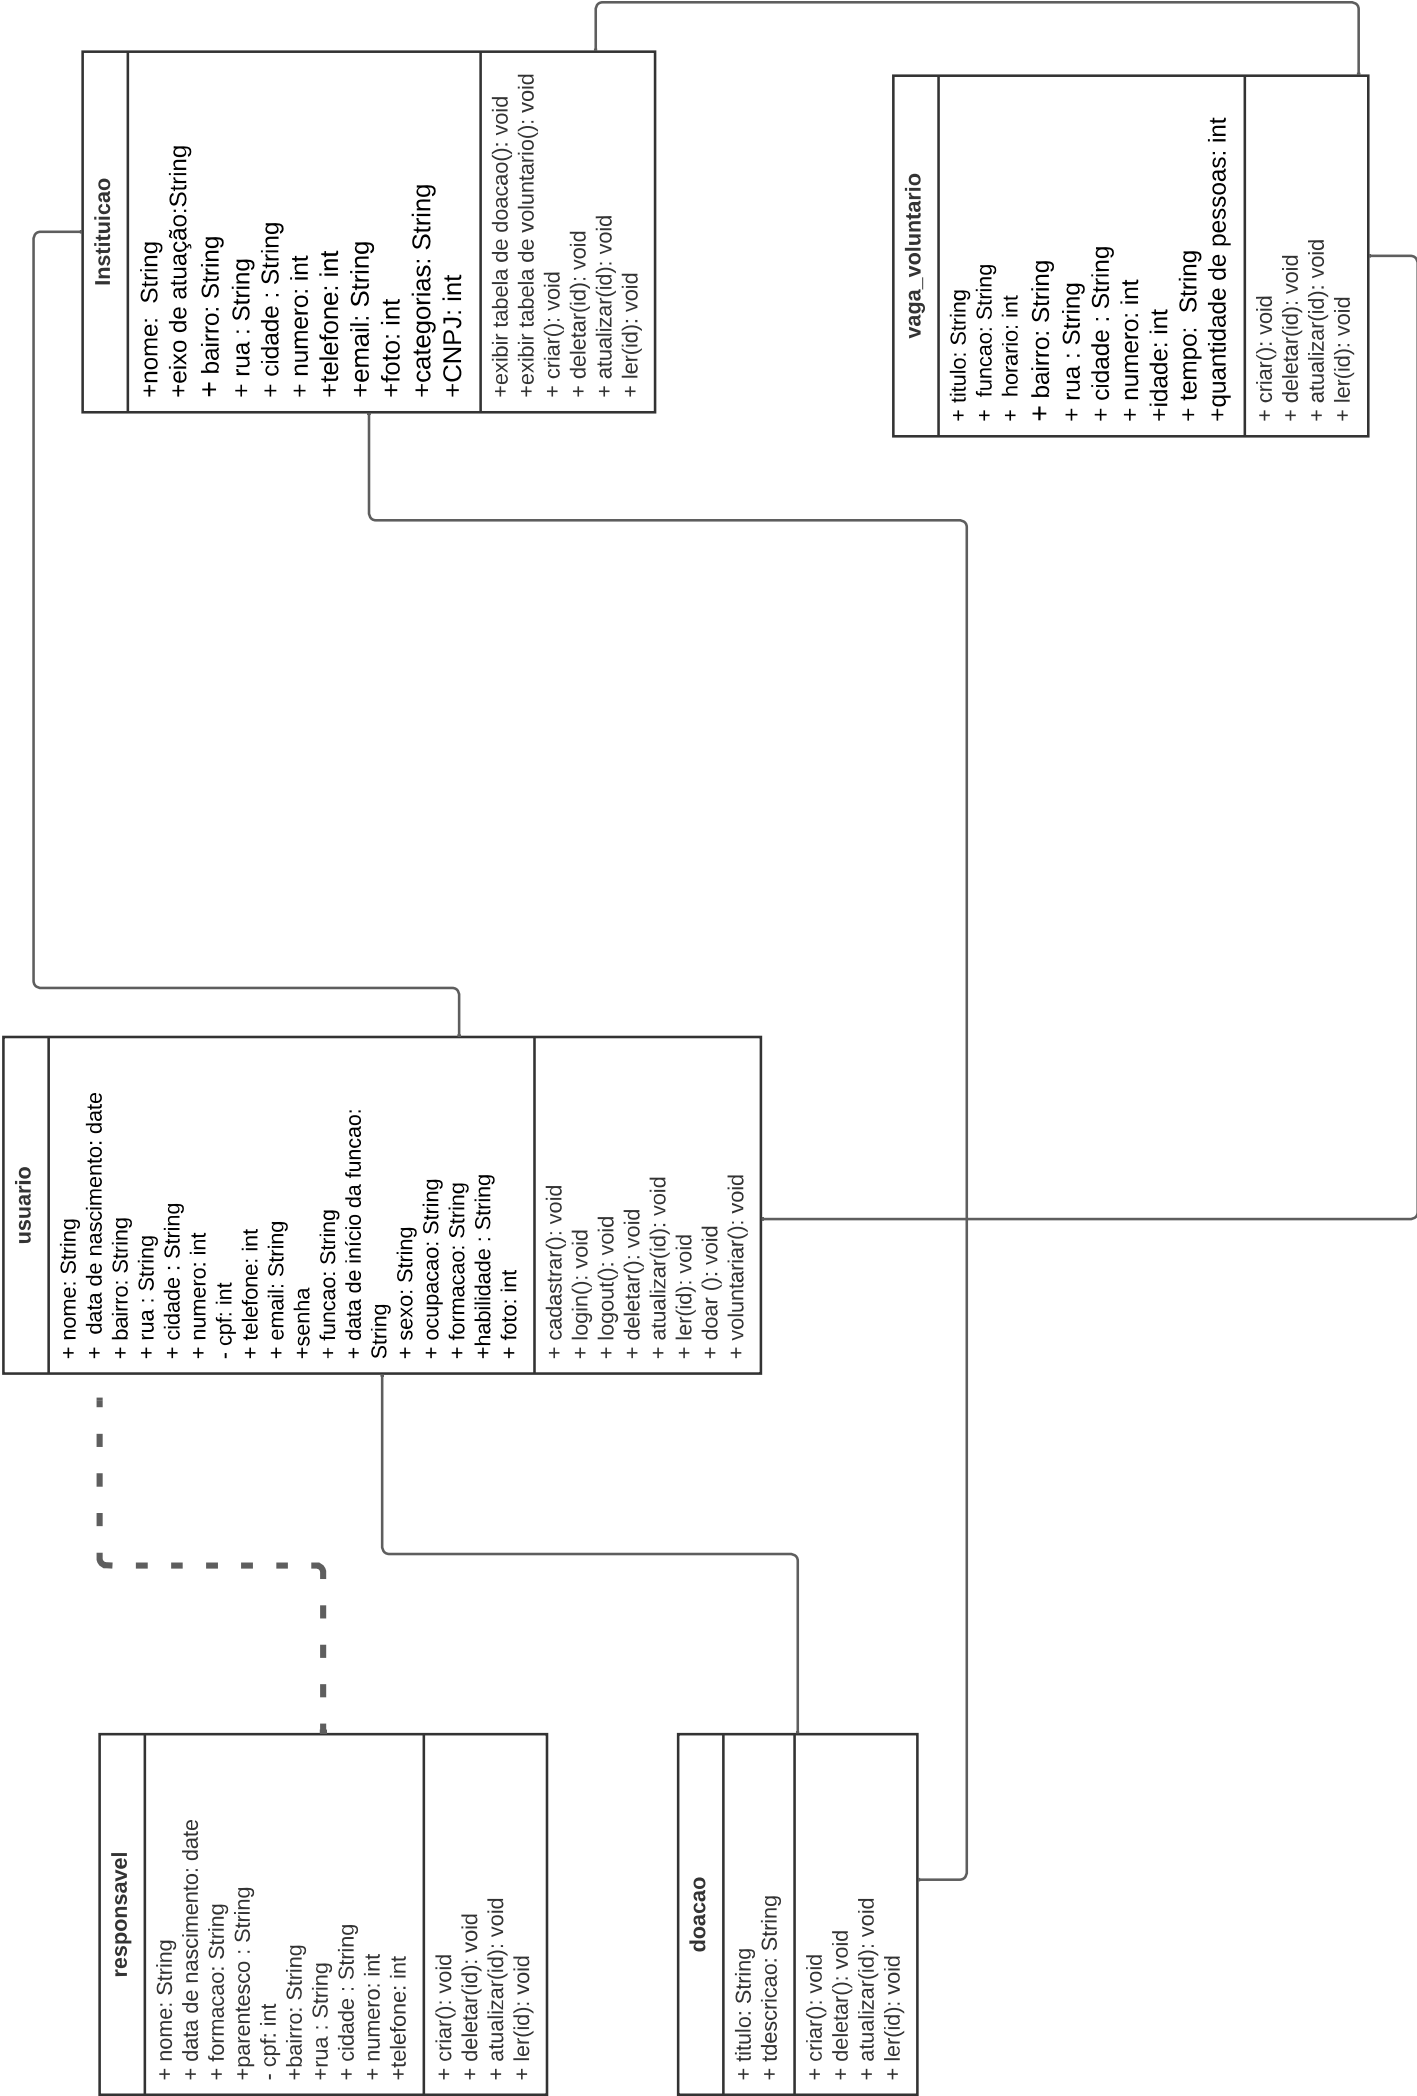 responsavel
+ nome: String
+ data de nascimento: date
+ formacao: String
+parentesco : String
- cpf: int
+bairro: String
+rua : String
+ cidade : String
+ numero: int
+telefone: int
+ criar(): void
+ deletar(id): void
+ atualizar(id): void
+ ler(id): void
usuario
+ nome: String
+ data de nascimento: date
+ bairro: String
+ rua : String
+ cidade : String
+ numero: int
- cpf: int
+ telefone: int
+ email: String
+senha
+ funcao: String
+ data de início da funcao:
String
+ sexo: String
+ ocupacao: String
+ formacao: String
+habilidade : String
+ foto: int
+ cadastrar(): void
+ login(): void
+ logout(): void
+ deletar(): void
+ atualizar(id): void
+ ler(id): void
+ doar (): void
+ voluntariar(): void
Instituicao
+nome: String
+eixo de atuação:String
+ bairro: String
+ rua : String
+ cidade : String
+ numero: int
+telefone: int
+email: String
+foto: int
+categorias: String
+CNPJ: int
+exibir tabela de doacao(): void
+exibir tabela de voluntario(): void
+ criar(): void
+ deletar(id): void
+ atualizar(id): void
+ ler(id): void
doacao
+ titulo: String
+ tdescricao: String
+ criar(): void
+ deletar(): void
+ atualizar(id): void
+ ler(id): void
vaga_voluntario
+ titulo: String
+ funcao: String
+ horario: int
+ bairro: String
+ rua : String
+ cidade : String
+ numero: int
+idade: int
+ tempo: String
+quantidade de pessoas: int
+ criar(): void
+ deletar(id): void
+ atualizar(id): void
+ ler(id): void